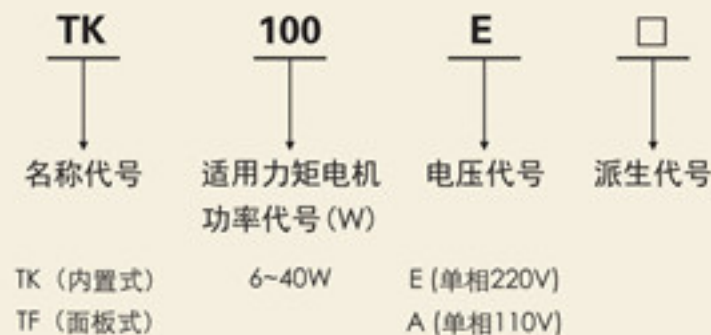 TK 100 E □
名称代号 适用力矩电机 电压代号 派生代号
功率代号(W)
TK（内置式） 6~40W E (单相220V)
TF（面板式） A (单相110V)